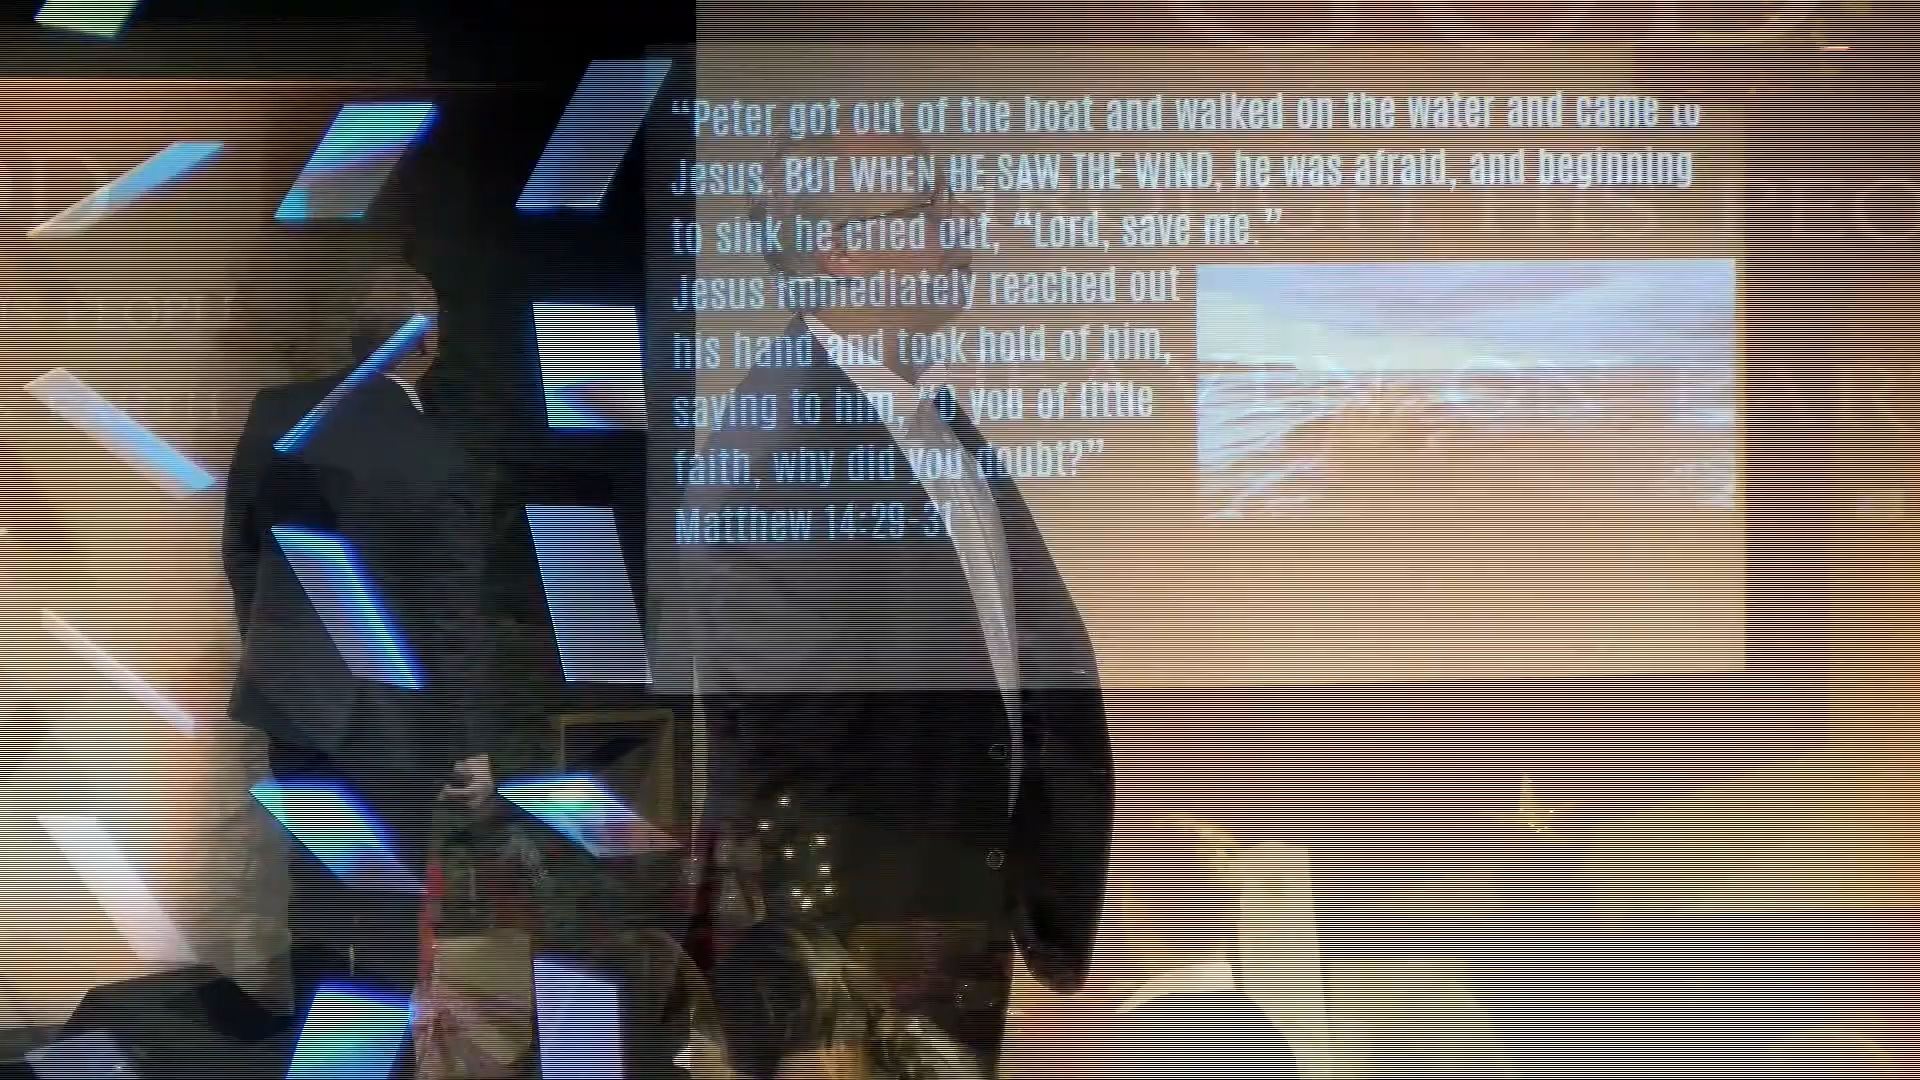 “Peter got out of the boat and walked on the water and came to
Jesus. BUT WHEN HE SAW THE WIND, he was afraid, and beginning
to sink he cried out, “Lord, save me.”
Jesus immediately reached out
his hand and took hold of him,
saying to him, “O you of little
faith, why did you doubt?”
Matthew 14:29-31